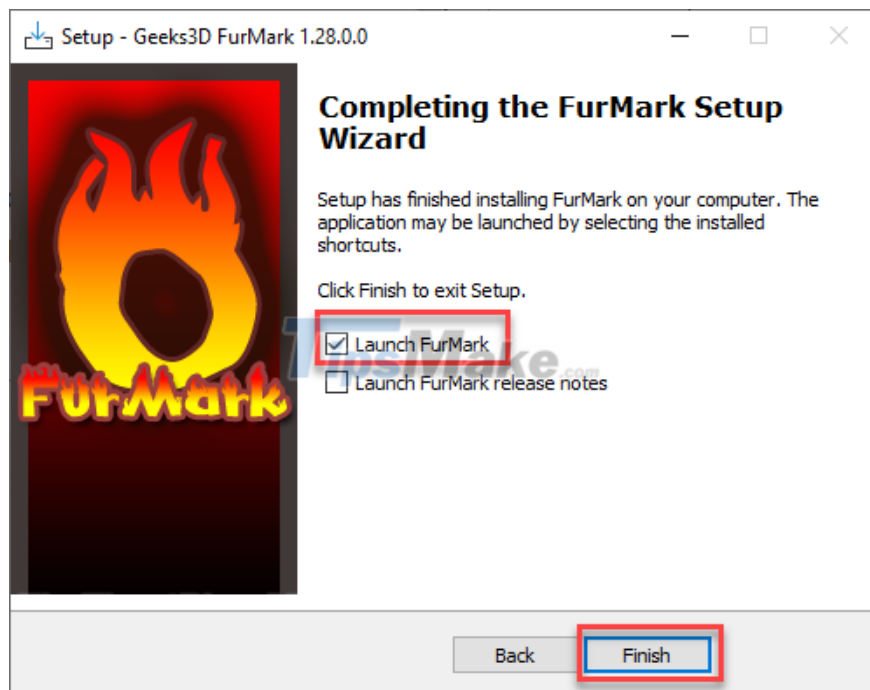 Setup - Geeks3D FurMark 1.28.0.0
Completing the FurMark Setup
Wizard
Setup has finished installing FurMark on your computer. The
application may be launched by selecting the installed
shortcuts.
Click Finish to exit Setup.
Launch FurMark
TipsMake.com
Launch FurMark release notes
FurMark
Back
Finish